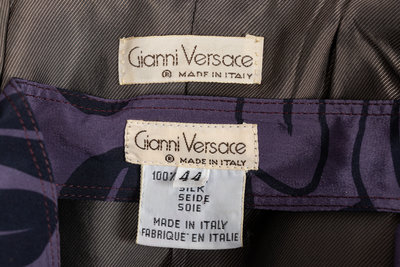 Gianni Versace
® MADE IN ITALY
Gianni Versace
® MADE IN ITALY
100% 44
SILK
SEIDE
SOIE
MADE IN ITALY
FABRIQUÉ EN ITALIE